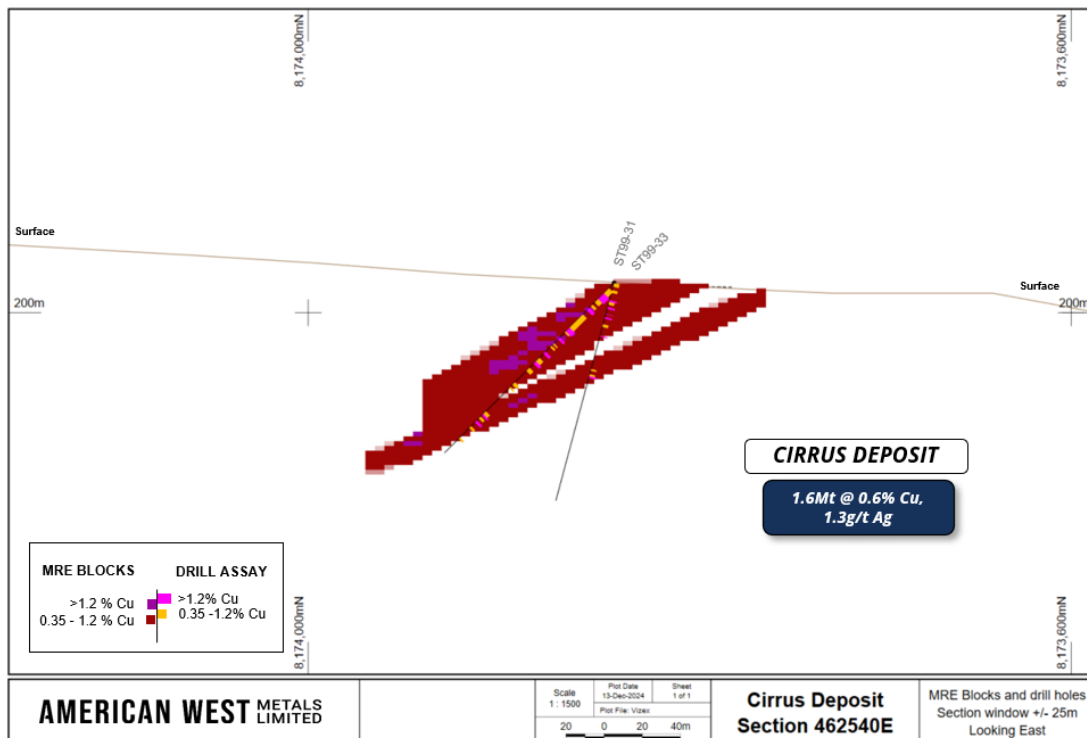 8,174,000mN
8,173,600mN
Surface
ST99-31
ST99-33
200m
Surface
200m
CIRRUS DEPOSIT
1.6Mt @ 0.6% Cu,
1.3g/t Ag
MRE BLOCKS
DRILL ASSAY
>1.2 % Cu
>1.2% Cu
0.35 - 1.2 % Cu
0.35 -1.2% Cu
8,174,000mN
8,173,600mN
AMERICAN WEST METALS
LIMITED
Scale
1 : 1500
Plot Date
13-Dec-2024
Sheet
1 of 1
Plot File: Vizex
20 0 20 40m
Cirrus Deposit
Section 462540E
MRE Blocks and drill holes
Section window +/- 25m
Looking East